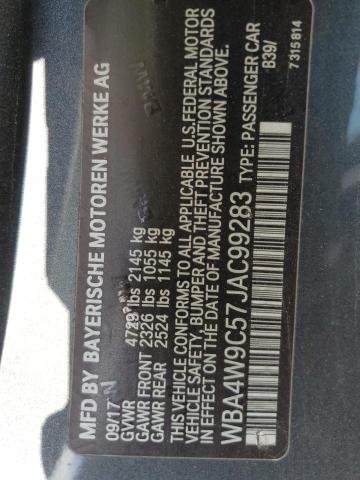 MFD BY BAYERISCHE MOTOREN WERKE AG
09/17
GVWR 4729 lbs 2145 kg
GAWR FRONT 2326 lbs 1055 kg
GAWR REAR 2524 lbs 1145 kg
THIS VEHICLE CONFORMS TO ALL APPLICABLE U.S. FEDERAL MOTOR
VEHICLE SAFETY, BUMPER AND THEFT PREVENTION STANDARDS
IN EFFECT ON THE DATE OF MANUFACTURE SHOWN ABOVE.
WBA4W9C57JAC99283 TYPE: PASSENGER CAR
B39/
7 315 814